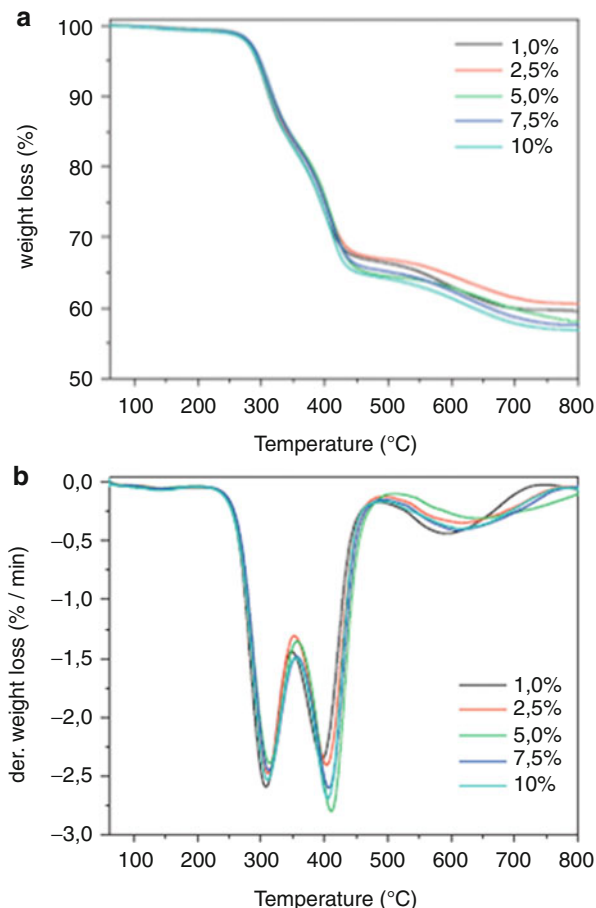 a
100
90
80
70
60
50
weight loss (%)
1,0%
2,5%
5,0%
7,5%
10%
100 200 300 400 500 600 700 800
Temperature (°C)
b
0,0
–0,5
–1,0
–1,5
–2,0
–2,5
–3,0
der. weight loss (% / min)
1,0%
2,5%
5,0%
7,5%
10%
100 200 300 400 500 600 700 800
Temperature (°C)